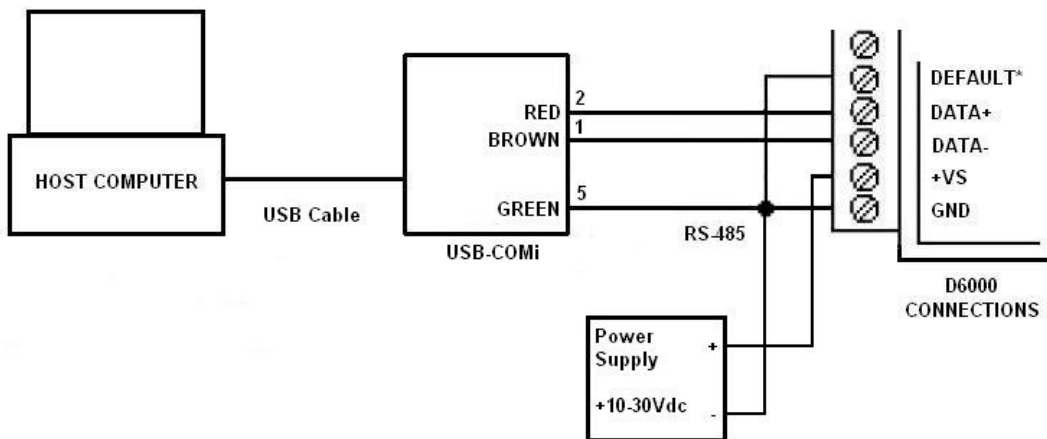 HOST COMPUTER
USB Cable
RED
BROWN
GREEN
2
1
5
USB-COMi
RS-485
DEFAULT*
DATA+
DATA-
+VS
GND
D6000
CONNECTIONS
Power
Supply
+
+10-30Vdc
-